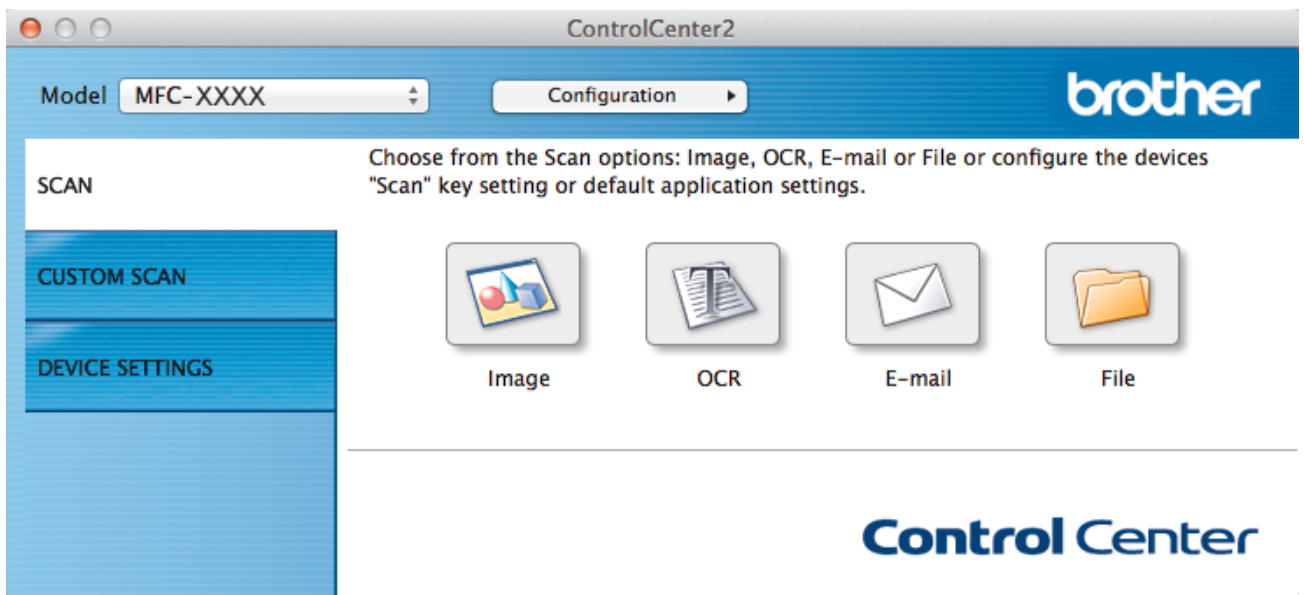 ControlCenter2
Model MFC-XXXX Configuration brother
SCAN
Choose from the Scan options: Image, OCR, E-mail or File or configure the devices
"Scan" key setting or default application settings.
CUSTOM SCAN
DEVICE SETTINGS
Image OCR E-mail File
Control Center